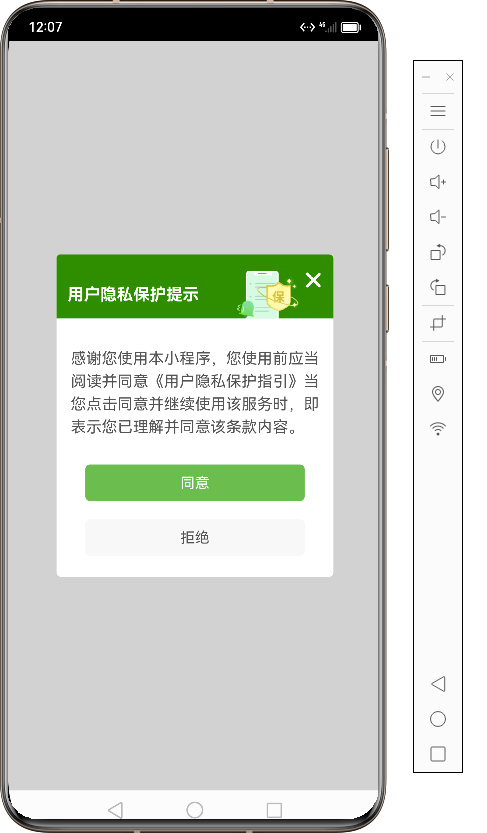 12:07
4G
用户隐私保护提示
保
感谢您使用本小程序，您使用前应当
阅读并同意《用户隐私保护指引》当
您点击同意并继续使用该服务时，即
表示您已理解并同意该条款内容。
同意
拒绝